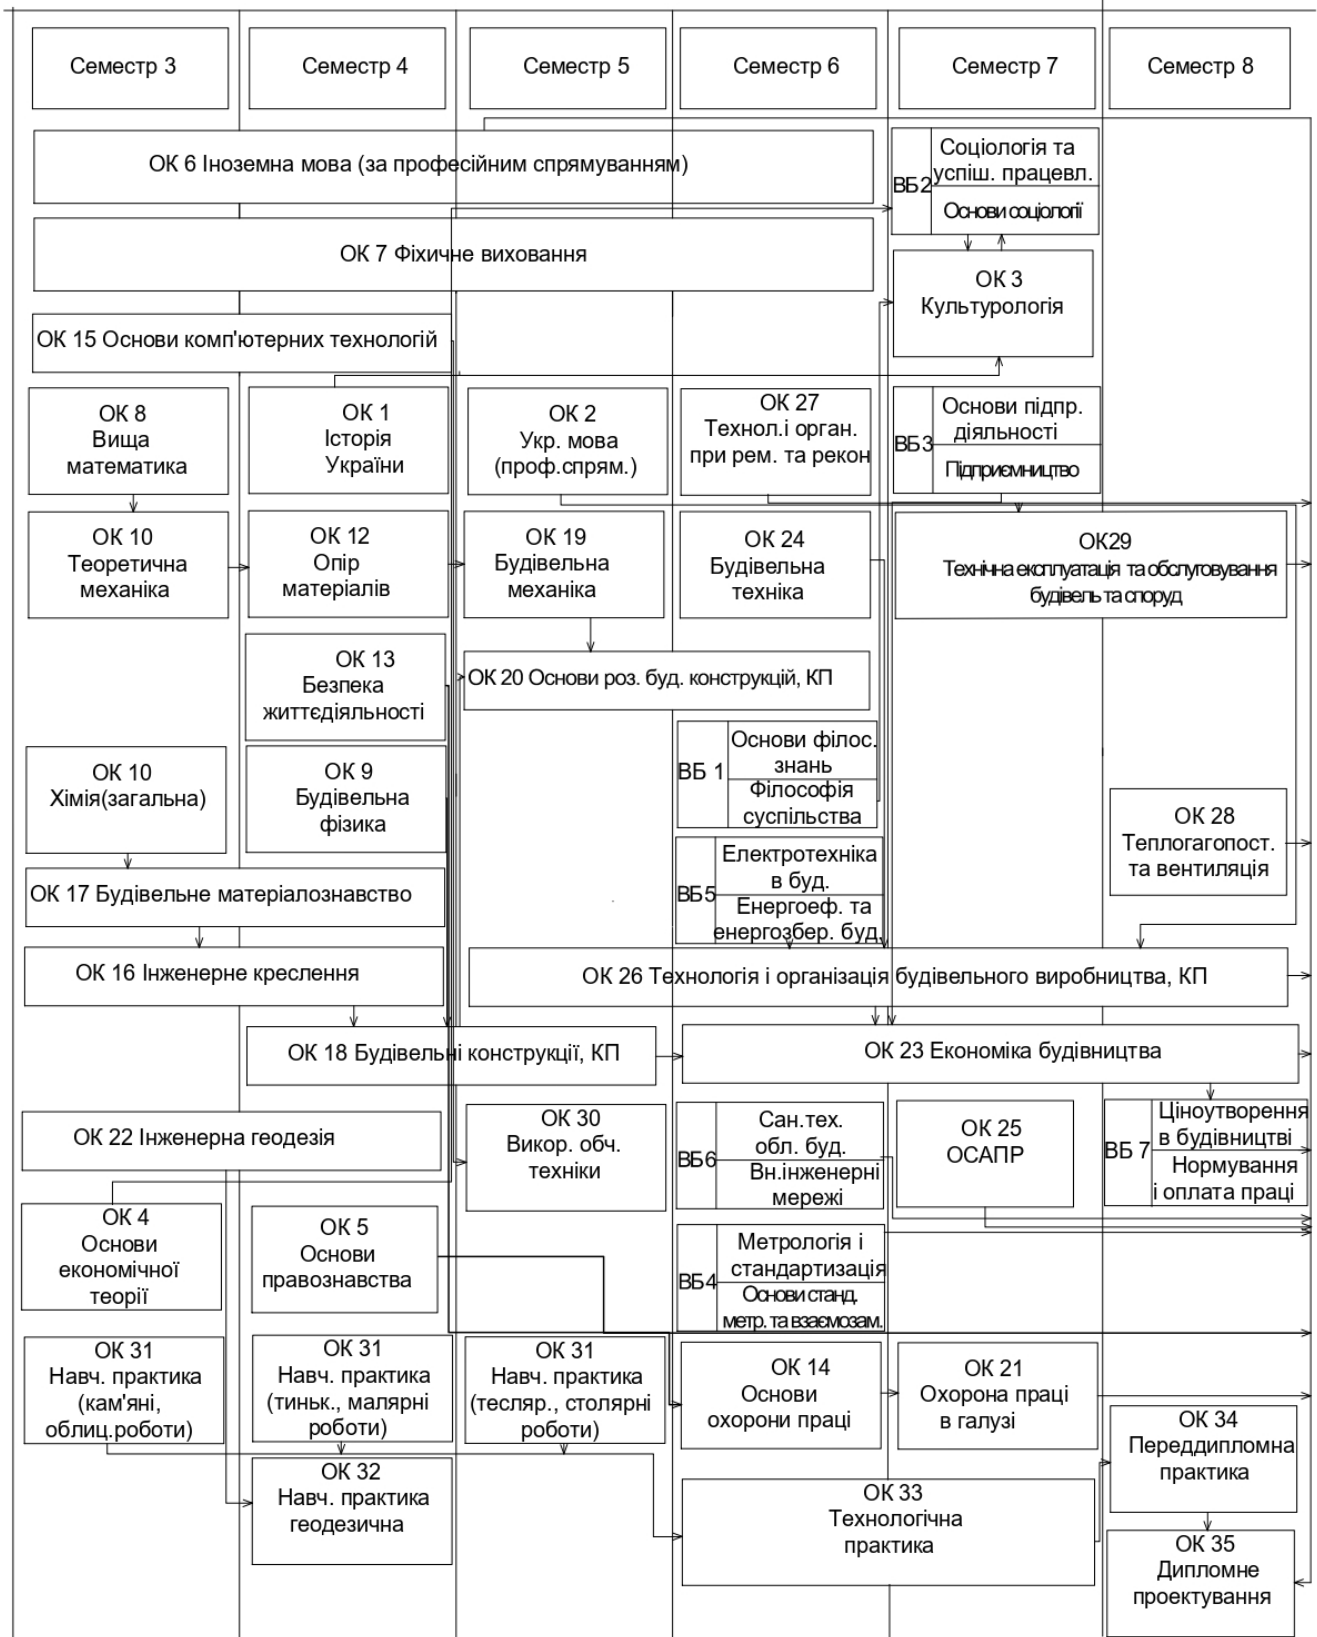 Семестр 3
Семестр 4
Семестр 5
Семестр 6
Семестр 7
Семестр 8
ОК 6 Іноземна мова (за професійним спрямуванням)
ВБ2
Соціологія та
успіш. працевл.
Основи соціології
ОК 7 Фіхичне виховання
ОК 3
Культурологія
ОК 15 Основи комп'ютерних технологій
ОК 8
Вища
математика
ОК 1
Історія
України
ОК 2
Укр. мова
(проф.спрям.)
ОК 27
Технол.і орган.
при рем. та рекон
ВБ3
Основи підпр.
діяльності
Підприємництво
ОК 10
Теоретична
механіка
ОК 12
Опір
матеріалів
ОК 19
Будівельна
механіка
ОК 24
Будівельна
техніка
ОК29
Технічна експлуатація та обслуговування
будівель та споруд
ОК 13
Безпека
життєдіяльності
ОК 20 Основи роз. буд. конструкцій, КП
ОК 10
Хімія(загальна)
ОК 9
Будівельна
фізика
ВБ 1
Основи філос.
знань
Філософія
суспільства
ОК 28
Теплогагопост.
та вентиляція
ВБ5
Електротехніка
в буд.
Енергоеф. та
енергозбер. буд.
ОК 17 Будівельне матеріалознавство
ОК 16 Інженерне креслення
ОК 26 Технологія і організація будівельного виробництва, КП
ОК 18 Будівельні конструкції, КП
ОК 23 Економіка будівництва
ОК 22 Інженерна геодезія
ОК 30
Викор. обч.
техніки
ВБ6
Сан.тех.
обл. буд.
Вн.інженерні
мережі
ОК 25
ОСАПР
ВБ 7
Ціноутворення
в будівництві
Нормування
і оплата праці
ОК 4
Основи
економічної
теорії
ОК 5
Основи
правознавства
ВБ4
Метрологія і
стандартизація
Основи станд.
метр. та взаємозам.
ОК 31
Навч. практика
(кам'яні,
облиц.роботи)
ОК 31
Навч. практика
(тиньк., малярні
роботи)
ОК 31
Навч. практика
(тесляр., столярні
роботи)
ОК 14
Основи
охорони праці
ОК 21
Охорона праці
в галузі
ОК 34
Переддипломна
практика
ОК 32
Навч. практика
геодезична
ОК 33
Технологічна
практика
ОК 35
Дипломне
проектування